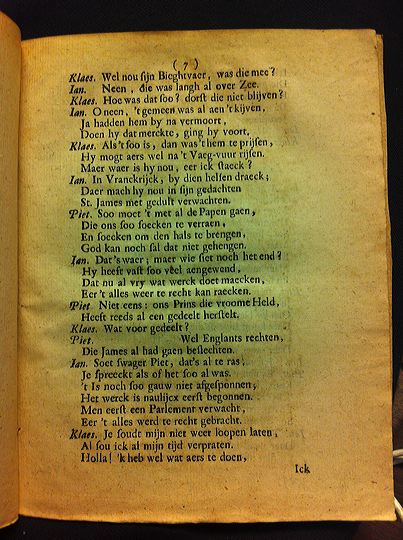 ( 7 )
Klaes. Wel nou ſijn Bieghtvaer, was die mee?
Ian. Neen, die was langh al over Zee.
Klaes. Hoe was dat ſoo? dorſt die niet blijven?
Ian. O neen, 't gemeen was al aen 't kijven,
Ja hadden hem by na vermoort,
Doen hy dat merckte, ging hy voort,
Klaes. Als't ſoo is, dan was't hem te prijſen,
Hy mogt aers wel na't Vaeg-vuur rijſen.
Maer waer is hy nou, eer ick ſtaeck?
Ian. In Vranckrijck, by dien helſen draeck;
Daer mach hy nou in ſijn gedachten
St. James met gedult verwachten.
Piet. Soo moet 't met al de Papen gaen,
Die ons ſoo ſoecken te verraen,
En ſoecken om den hals te brengen,
God kan noch ſal dat niet gehengen.
Ian. Dat's waer; maer wie ſiet noch het end?
Hy heeft vaſt ſoo veel aengewend,
Dat nu al vry wat werck doet maecken,
Eer 't alles weer te recht kan raecken.
Piet. Niet eens: ons Prins die vroome Held,
Heeft reeds al een gedeelt herſtelt.
Klaes. Wat voor gedeelt?
Piet. Wel Englants rechten,
Die James al had gaen beſlechten.
Ian. Soet ſwager Piet, dat's al te ras;
Je ſpreeckt als of het ſoo al was.
't Is noch ſoo gauw niet afgeſponnen;
Het werck is naulijcx eerſt begonnen.
Men eerſt een Parlement verwacht,
Eer 't alles werd te recht gebracht.
Klaes. Je ſoudt mijn niet weer loopen laten,
Al ſou ick al mijn tijd verpraten.
Holla! 'k heb wel wat aers te doen,
Ick